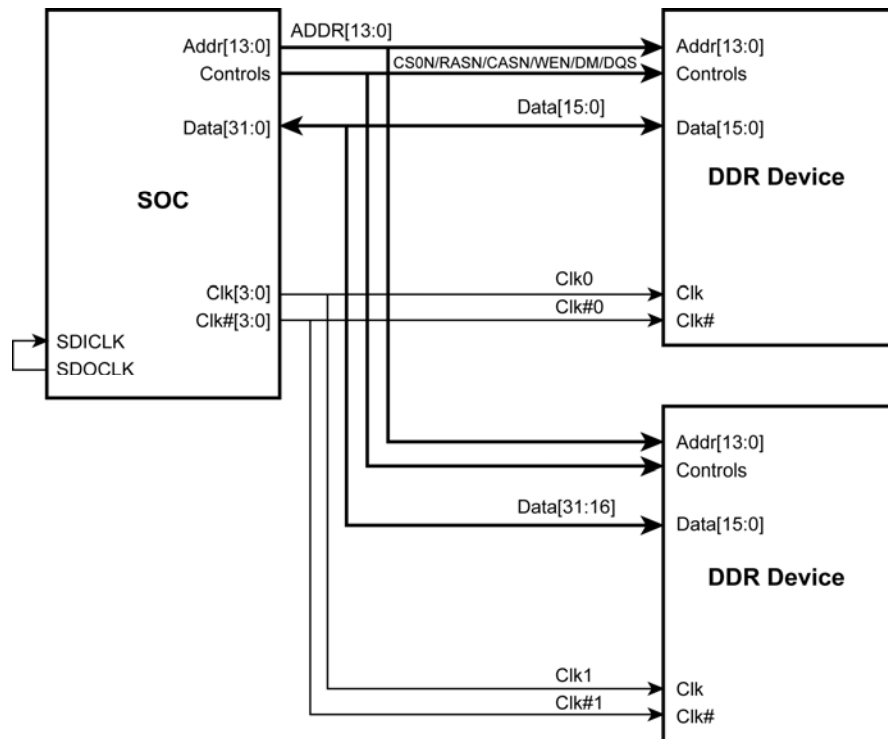 ADDR[13:0]
Addr[13:0]
Controls
Data[31:0]
SOC
Clk[3:0]
Clk#[3:0]
SDICLK
SDOCLK
CS0N/RASN/CASN/WEN/DM/DQS
Data[15:0]
Clk0
Clk#0
Addr[13:0]
Controls
Data[15:0]
DDR Device
Clk
Clk#
Data[31:16]
Clk1
Clk#1
Addr[13:0]
Controls
Data[15:0]
DDR Device
Clk
Clk#